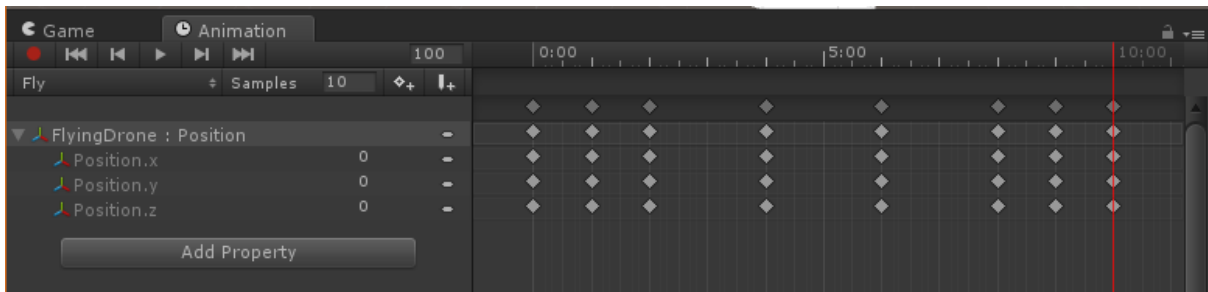 Game Animation
100 0:00 5:00 10:00
Fly Samples 10
FlyingDrone : Position
Position.x 0
Position.y 0
Position.z 0
Add Property